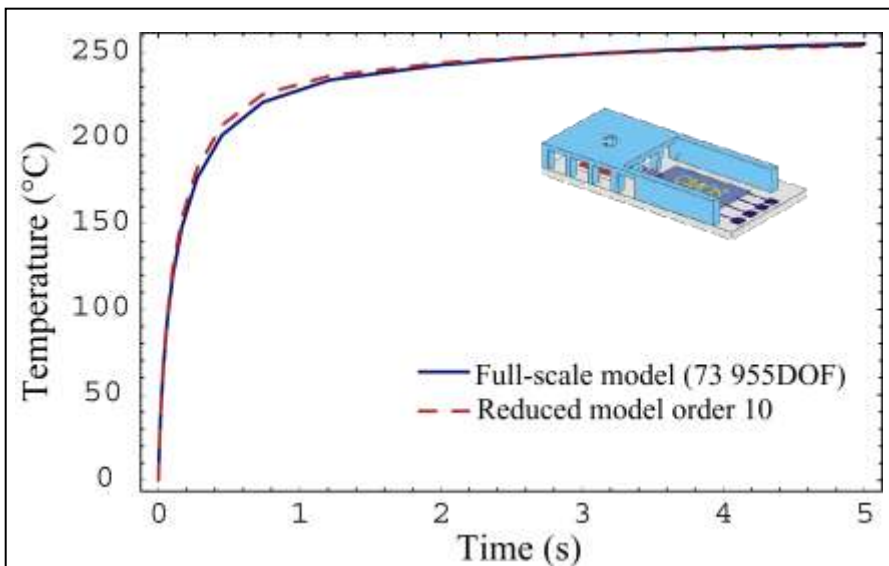 250
200
150
100
50
0
Temperature (°C)
Full-scale model (73 955DOF)
Reduced model order 10
0 1 2 3 4 5
Time (s)